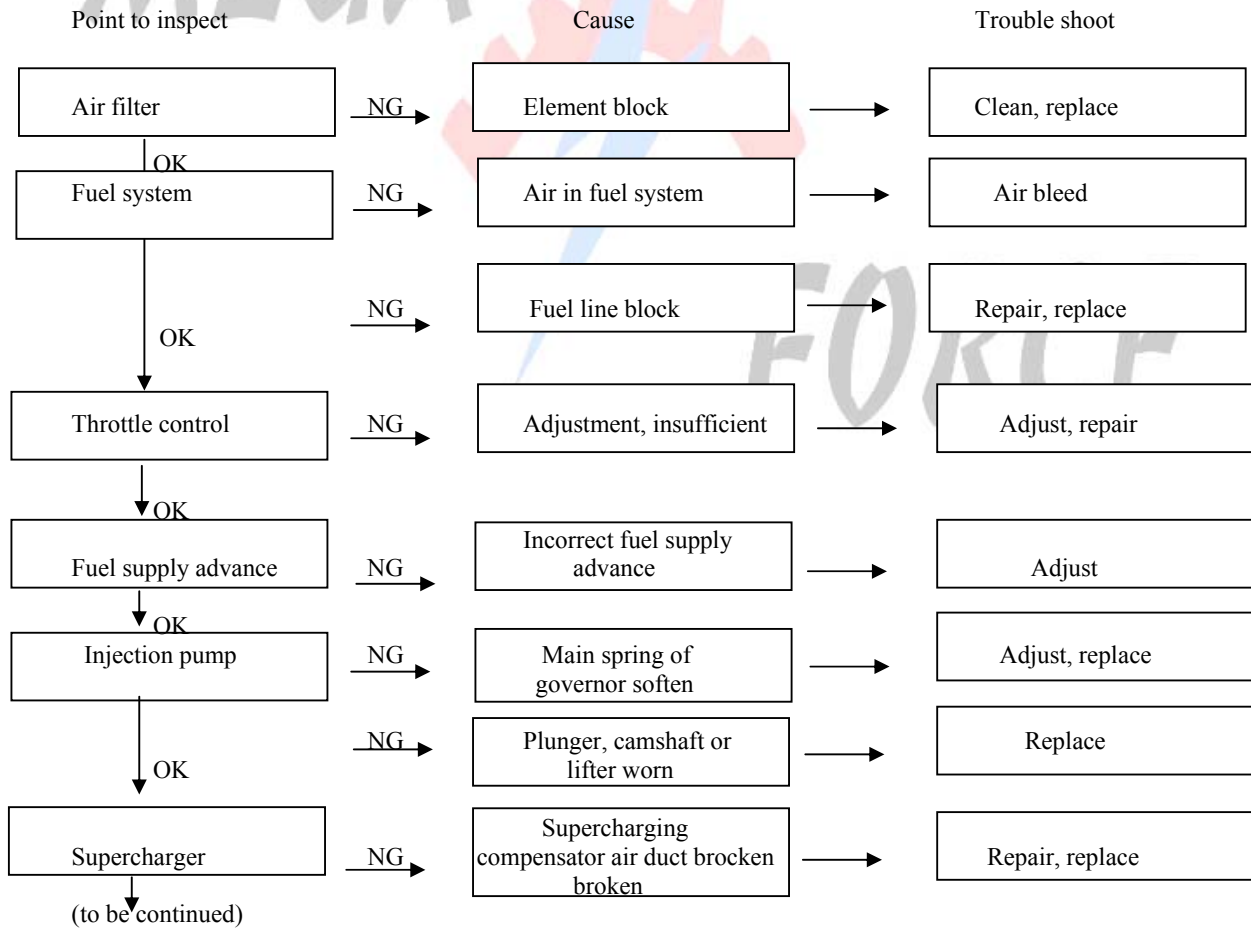 MEGA
FORCE
Point to inspect Cause Trouble shoot
Air filter NG Element block Clean, replace
OK
Fuel system NG Air in fuel system Air bleed
NG Fuel line block Repair, replace
OK
Throttle control NG Adjustment, insufficient Adjust, repair
OK
Incorrect fuel supply
Fuel supply advance NG advance Adjust
OK
Injection pump NG Main spring of Adjust, replace
governor soften
NG Plunger, camshaft or Replace
OK lifter worn
Supercharging
Supercharger NG compensator air duct brocken Repair, replace
broken
(to be continued)